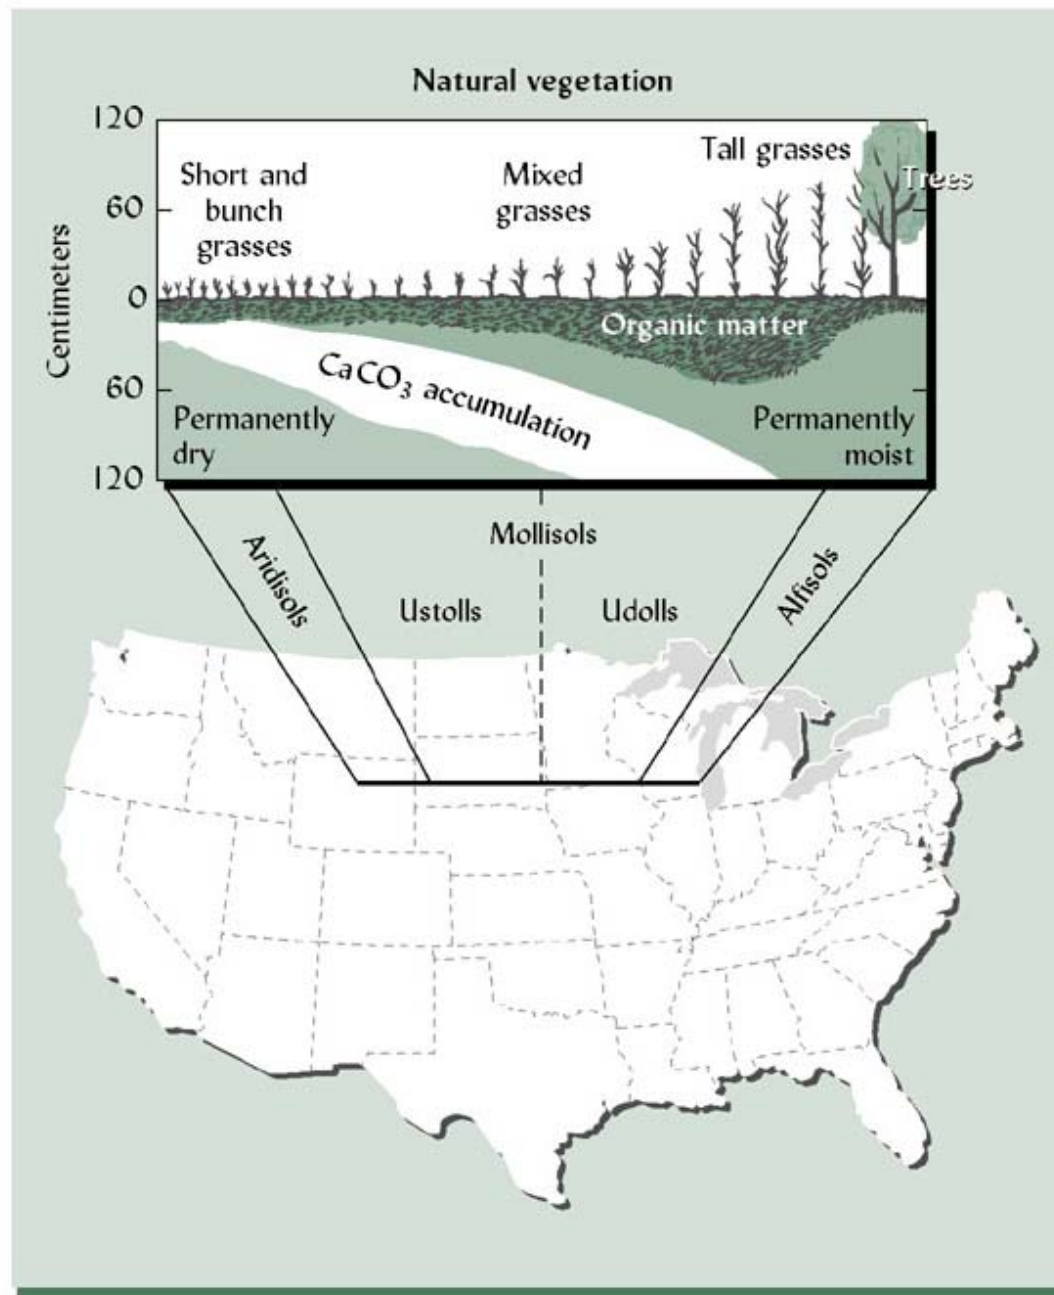 Natural vegetation
120
60
0
60
120
Centimeters
Short and
bunch
grasses
Mixed
grasses
Tall grasses
Trees
Organic matter
CaCO₃ accumulation
Permanently
dry
Permanently
moist
Mollisols
Aridisols
Ustolls
Udolls
Alfisols